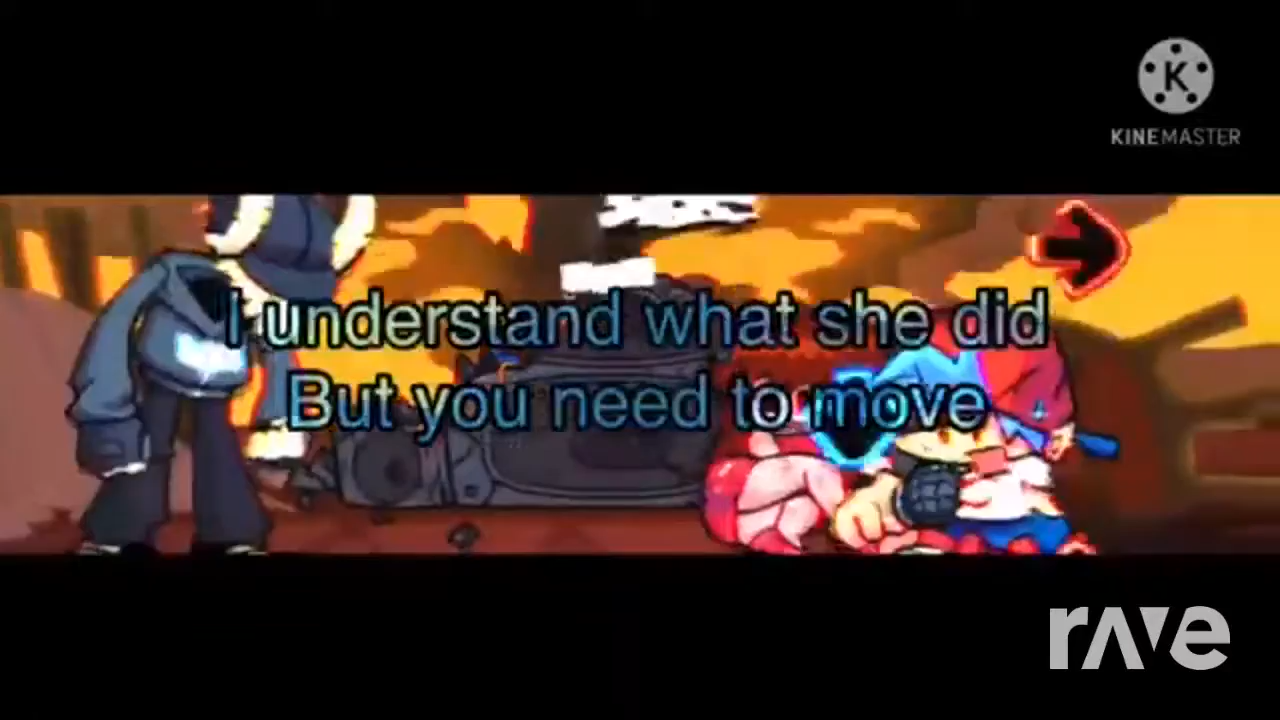 K
KINEMASTER
I understand what she did
But you need to move
rave